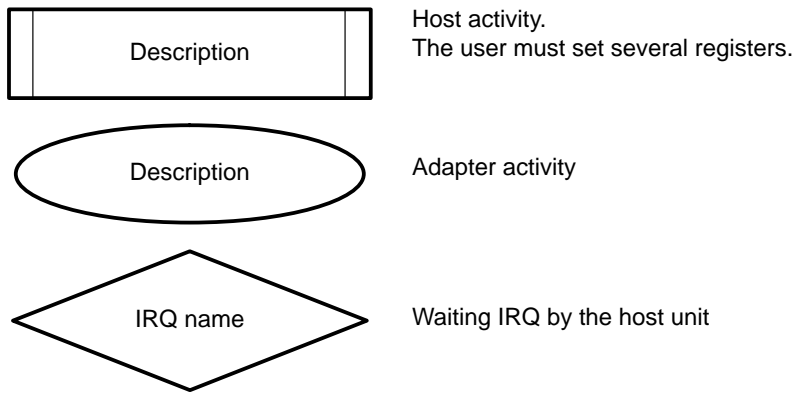 Description
Host activity.
The user must set several registers.
Description
Adapter activity
IRQ name
Waiting IRQ by the host unit